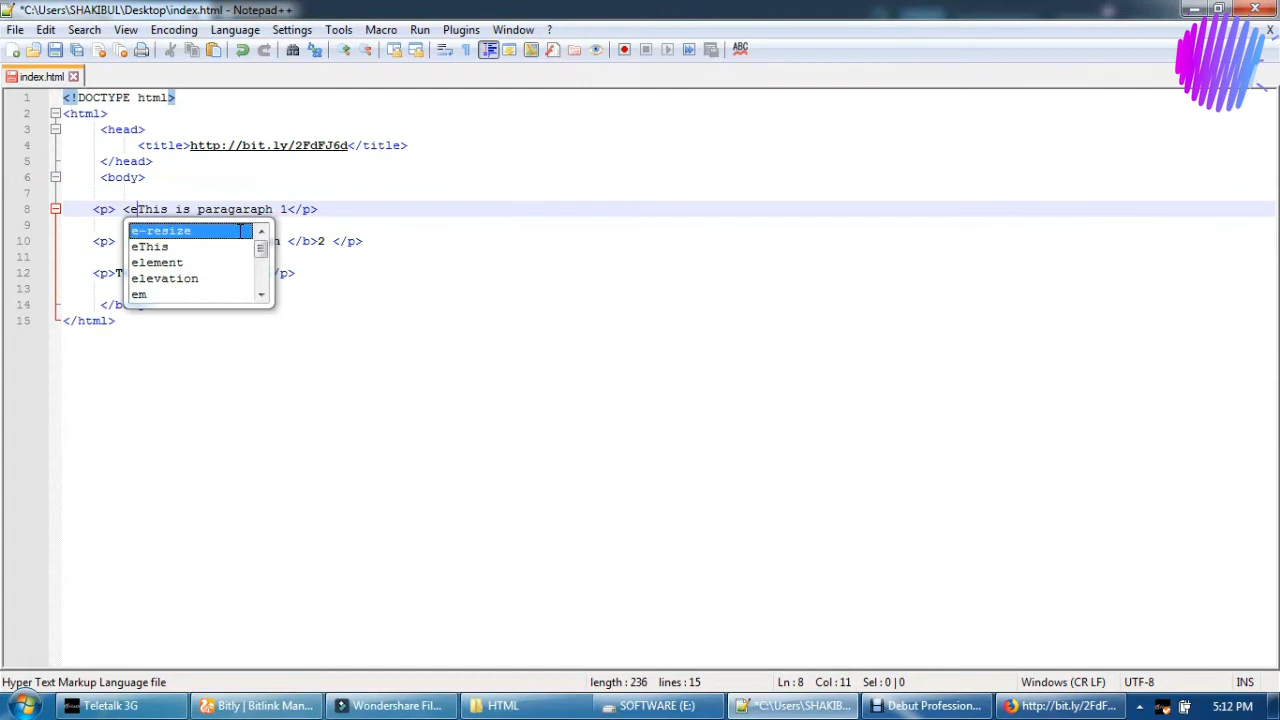 *C:\Users\SHAKIBUL\Desktop\index.html - Notepad++
File Edit Search View Encoding Language Settings Tools Macro Run Plugins Window ? X
ABC
index.html
1 <!DOCTYPE html>
2 <html>
3 <head>
4 <title>http://bit.ly/2FdFJ6d</title>
5 </head>
6 <body>
7
8 <p> <eThis is paragaraph 1</p>
9
e-resize
eThis
10 <p> </b>2 </p>
element
elevation
12 <p>T /p>
13
em
14 </b
15 </html>
Hyper Text Markup Language file length : 236 lines : 15 Ln : 8 Col : 11 Sel : 0 | 0 Windows (CR LF) UTF-8 INS
Teletalk 3G Bitly | Bitlink Man... Wondershare Fil... HTML SOFTWARE (E:) *C:\Users\SHAKIB... Debut Profession... http://bit.ly/2FdF... 5:12 PM